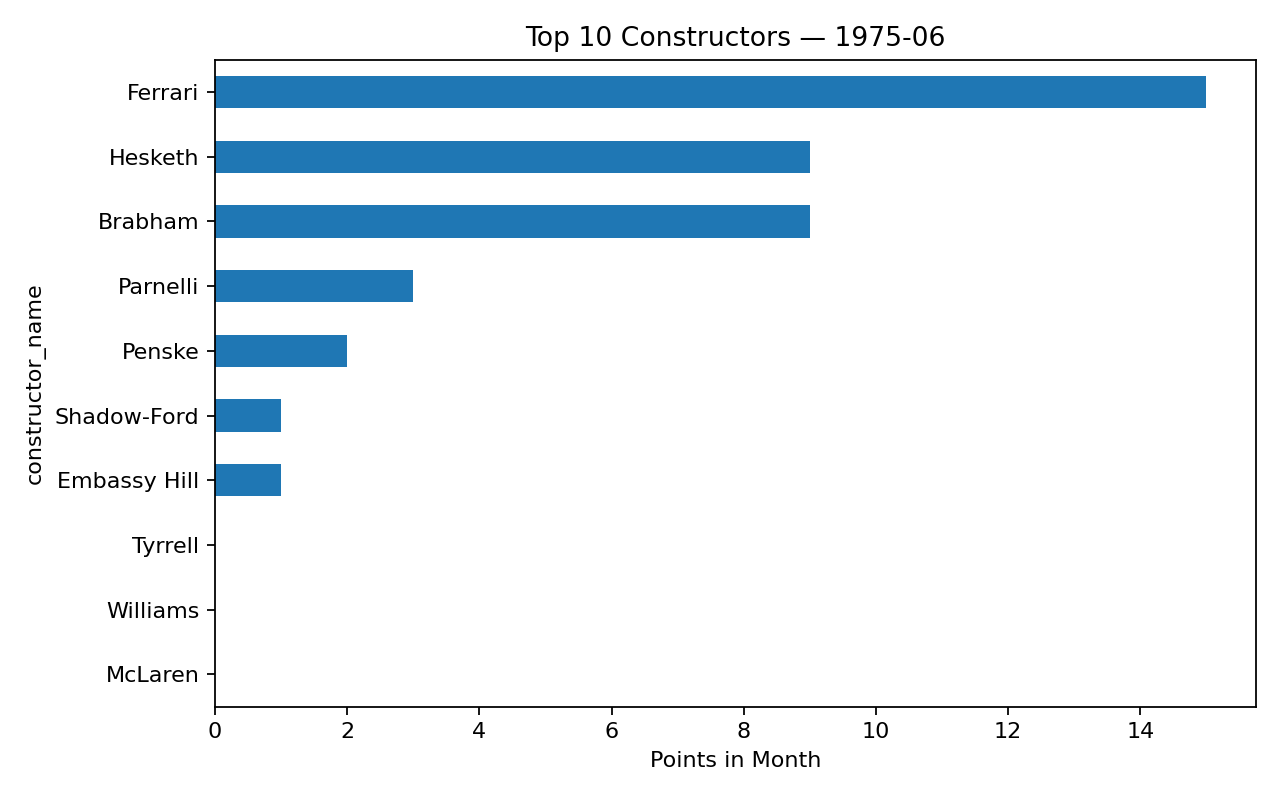 Top 10 Constructors — 1975-06
constructor_name
Ferrari
Hesketh
Brabham
Parnelli
Penske
Shadow-Ford
Embassy Hill
Tyrrell
Williams
McLaren
0 2 4 6 8 10 12 14
Points in Month